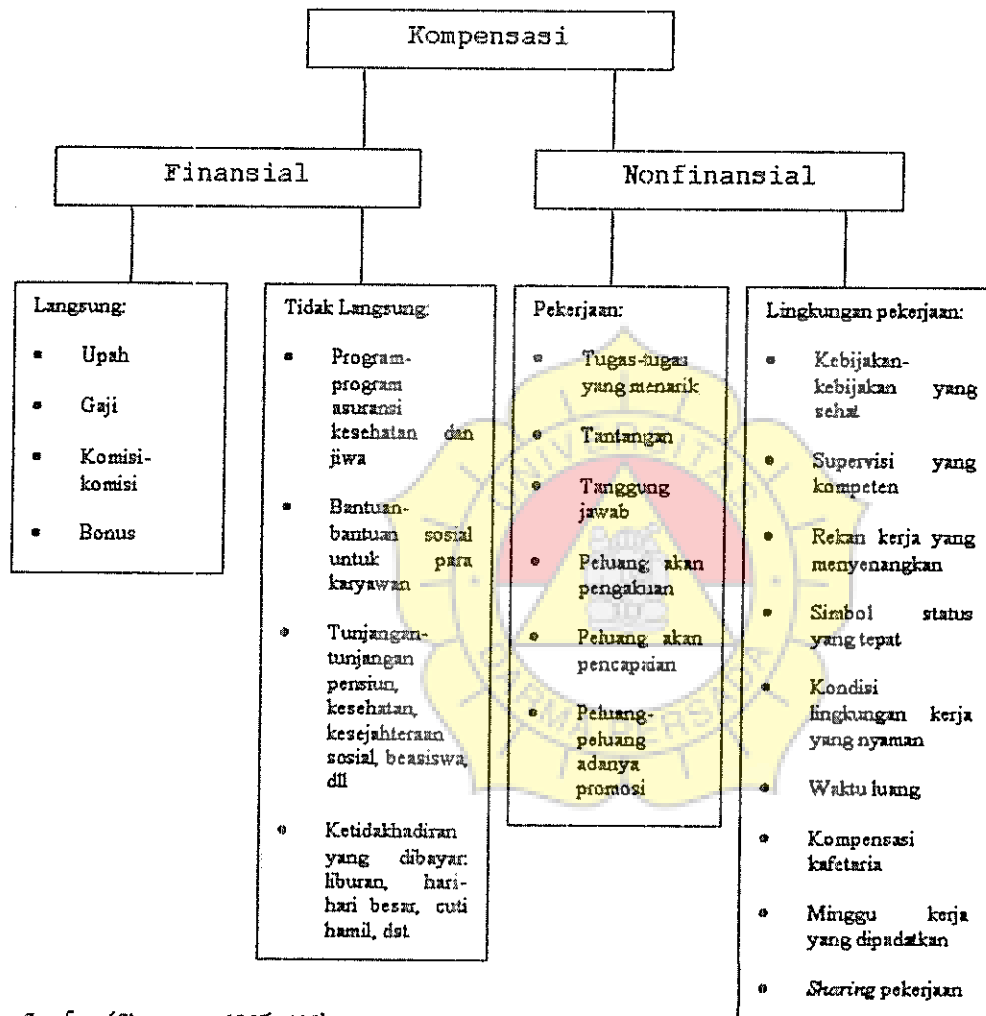 Kompensasi
Finansial
Nonfinansial
Langsung:
• Upah
• Gaji
• Komisi-
komisi
• Bonus
Tidak Langsung:
• Program-
program
asuransi
kesehatan dan
jiwa
• Bantuan-
bantuan sosial
untuk para
karyawan
• Tunjangan-
tunjangan
pensiun,
kesehatan,
kesejahteraan
sosial, beasiswa,
dll
• Ketidakhadiran
yang dibayar:
liburan, hari-
hari besar, cuti
hamil, dst.
Pekerjaan:
• Tugas-tugas
yang menarik
• Tantangan
• Tanggung
jawab
• Peluang akan
pengakuan
• Peluang akan
pencapaian
• Peluang-
peluang
adanya
promosi
Lingkungan pekerjaan:
• Kebijakan-
kebijakan yang
sehat
• Supervisi yang
kompeten
• Rekan kerja yang
menyenangkan
• Simbol status
yang tepat
• Kondisi
lingkungan kerja
yang nyaman
• Waktu luang
• Kompensasi
kafetaria
• Minggu kerja
yang dipadatkan
• Sharing pekerjaan
UNIVERSITAS
DARMA PERSADA